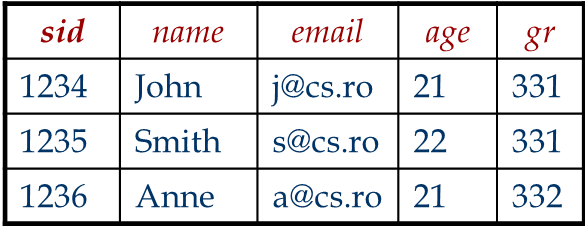 sid name email age gr
1234 John j@cs.ro 21 331
1235 Smith s@cs.ro 22 331
1236 Anne a@cs.ro 21 332